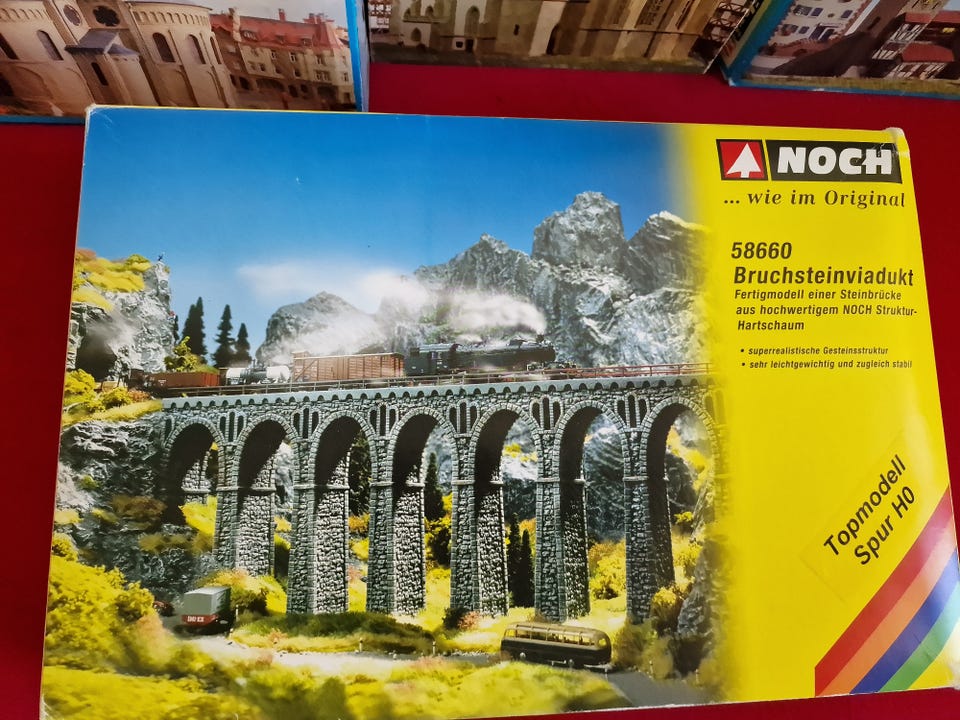 NOCH
... wie im Original
58660
Bruchsteinviadukt
Fertigmodell einer Steinbrücke
aus hochwertigem NOCH Struktur-
Hartschaum
• superrealistische Gesteinsstruktur
• sehr leichtgewichtig und zugleich stabil
Topmodell
Spur H0